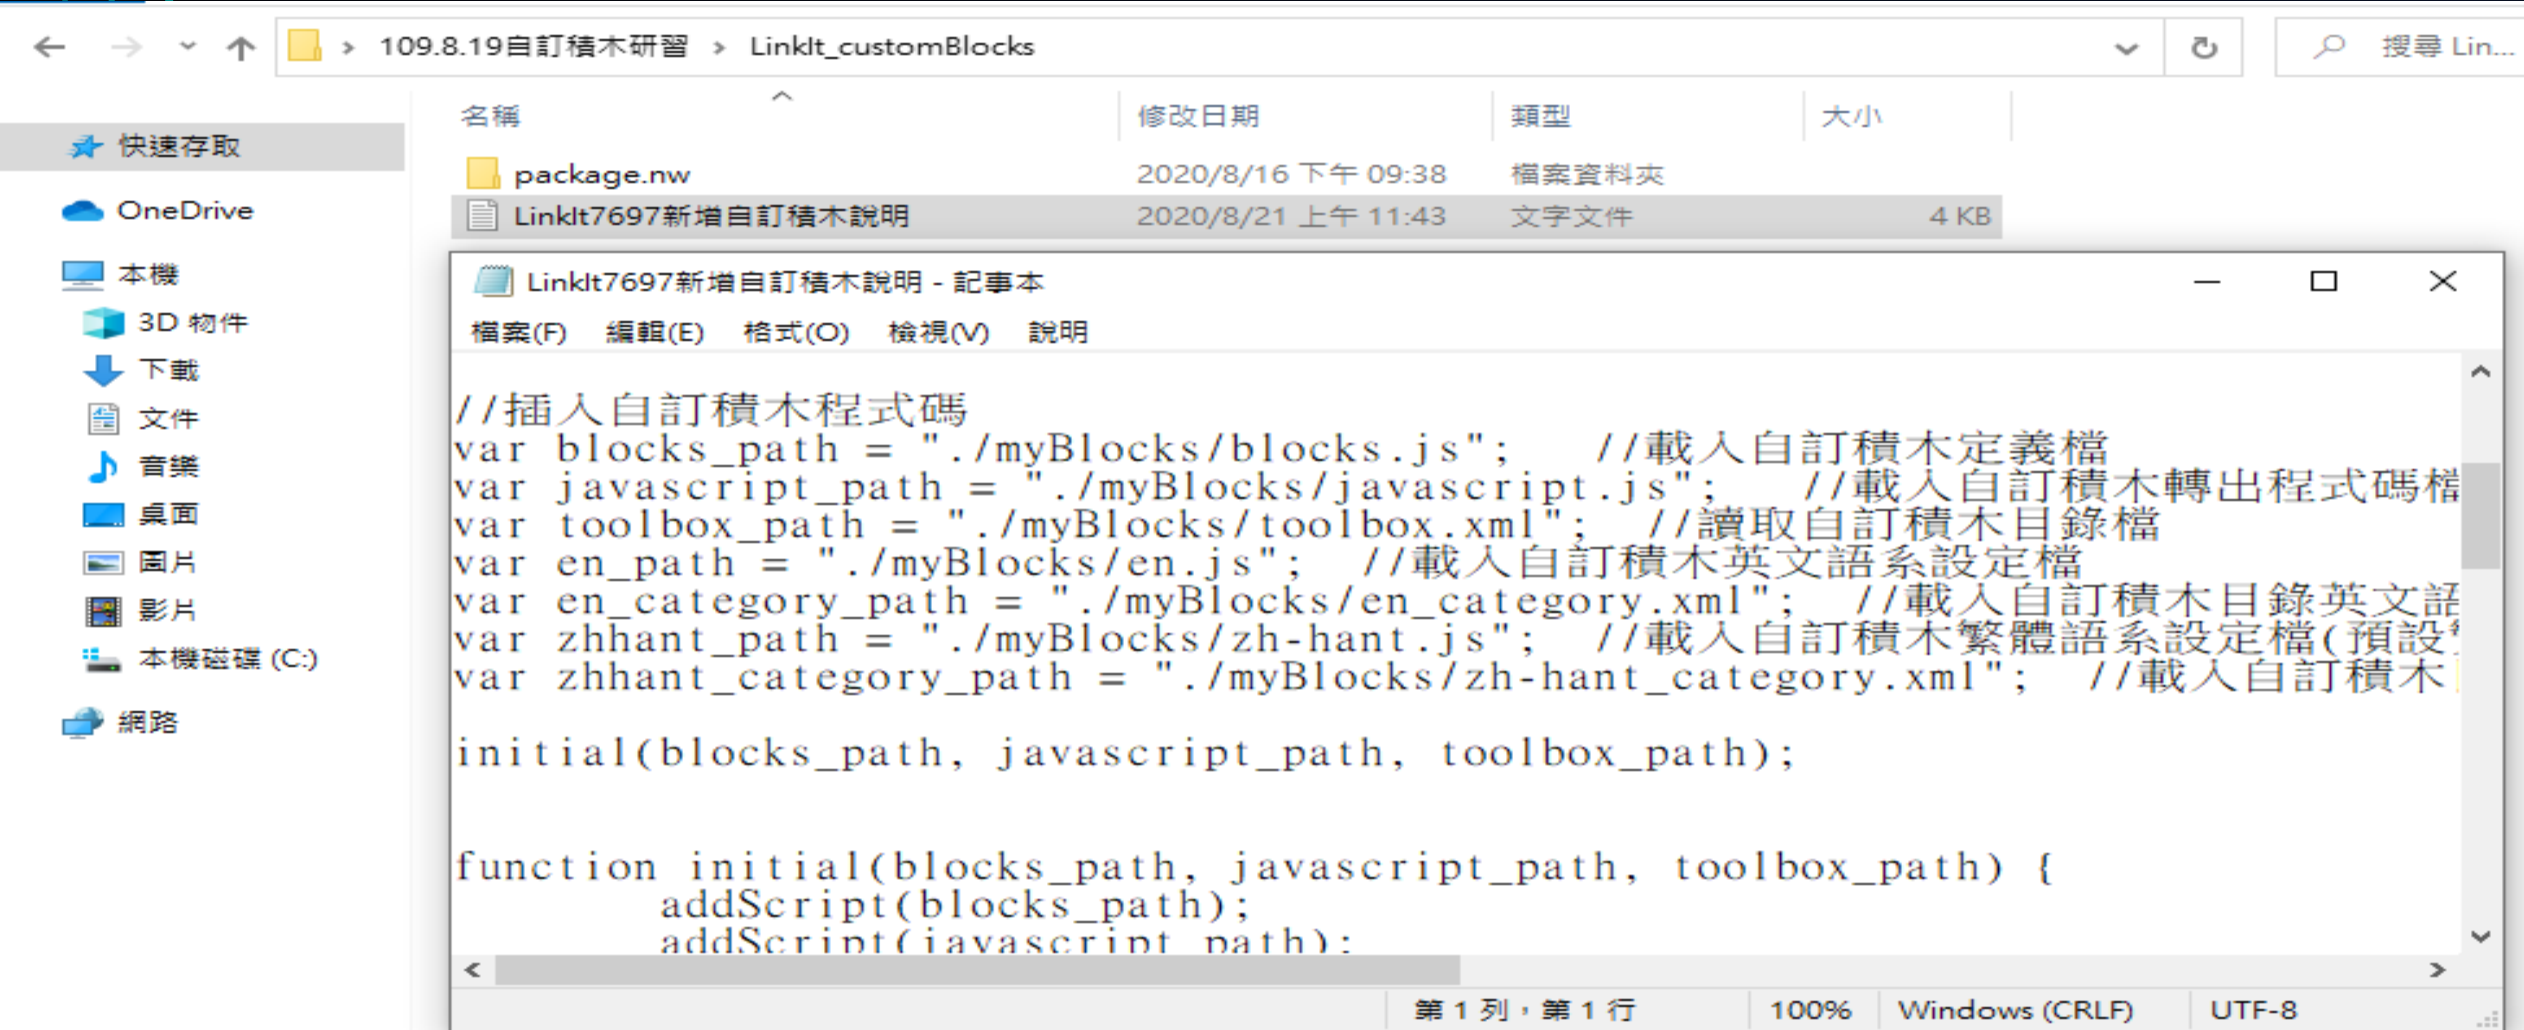 109.8.19自訂積木研習 › LinkIt_customBlocks
搜尋 Lin...
名稱 修改日期 類型 大小
快速存取
OneDrive
本機
3D 物件
下載
文件
音樂
桌面
圖片
影片
本機磁碟 (C:)
網路
package.nw 2020/8/16 下午 09:38 檔案資料夾
LinkIt7697新增自訂積木說明 2020/8/21 上午 11:43 文字文件 4 KB
LinkIt7697新增自訂積木說明 - 記事本
檔案(F) 編輯(E) 格式(O) 檢視(V) 說明
//插入自訂積木程式碼
var blocks_path = "./myBlocks/blocks.js"; //載入自訂積木定義檔
var javascript_path = "./myBlocks/javascript.js"; //載入自訂積木轉出程式碼檔
var toolbox_path = "./myBlocks/toolbox.xml"; //讀取自訂積木目錄檔
var en_path = "./myBlocks/en.js"; //載入自訂積木英文語系設定檔
var en_category_path = "./myBlocks/en_category.xml"; //載入自訂積木目錄英文語
var zhhant_path = "./myBlocks/zh-hant.js"; //載入自訂積木繁體語系設定檔(預設
var zhhant_category_path = "./myBlocks/zh-hant_category.xml"; //載入自訂積木
initial(blocks_path, javascript_path, toolbox_path);
function initial(blocks_path, javascript_path, toolbox_path) {
addScript(blocks_path);
addScript(javascript_path);
第 1 列，第 1 行 100% Windows (CRLF) UTF-8